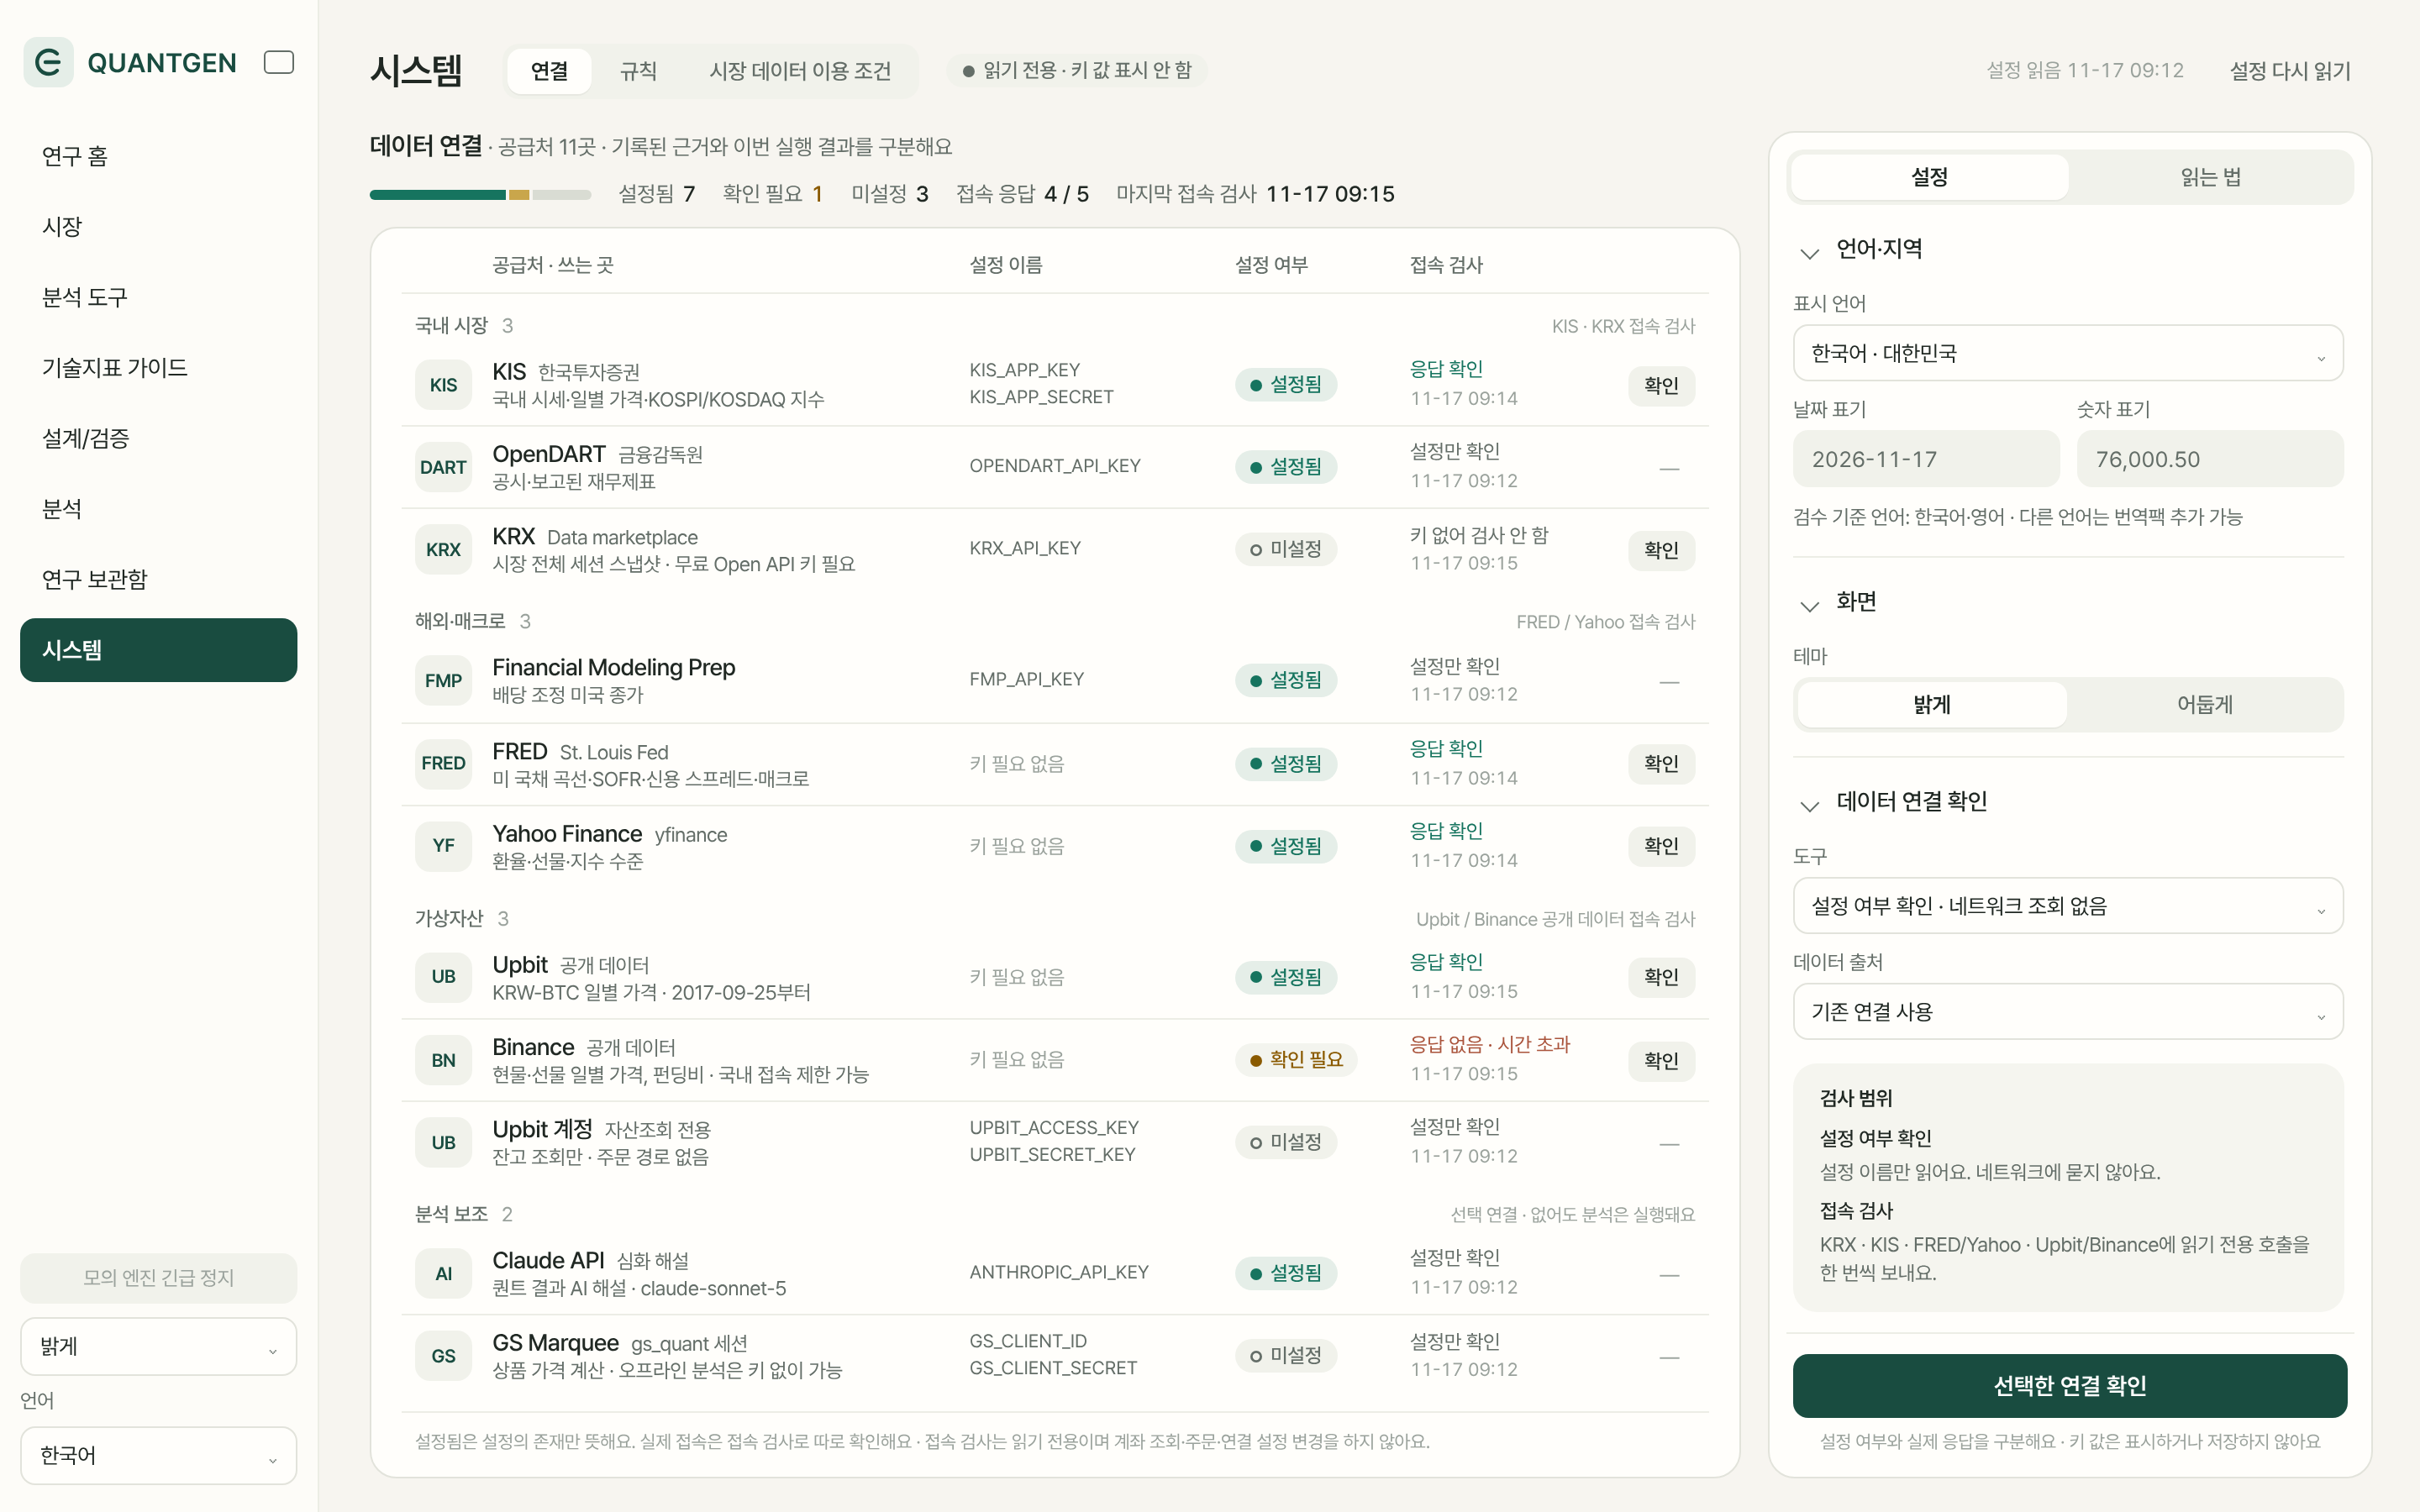 QUANTGEN
연구 홈
시장
분석 도구
기술지표 가이드
설계/검증
분석
연구 보관함
시스템
모의 엔진 긴급 정지
밝게
언어
한국어
시스템
연결
규칙
시장 데이터 이용 조건
읽기 전용 · 키 값 표시 안 함
설정 읽음 11-17 09:12
설정 다시 읽기
데이터 연결 · 공급처 11곳 · 기록된 근거와 이번 실행 결과를 구분해요
설정됨 7 확인 필요 1 미설정 3 접속 응답 4 / 5 마지막 접속 검사 11-17 09:15
공급처 · 쓰는 곳 설정 이름 설정 여부 접속 검사
국내 시장 3 KIS · KRX 접속 검사
KIS
KIS 한국투자증권
국내 시세·일별 가격·KOSPI/KOSDAQ 지수
KIS_APP_KEY
KIS_APP_SECRET
설정됨
응답 확인
11-17 09:14
확인
DART
OpenDART 금융감독원
공시·보고된 재무제표
OPENDART_API_KEY
설정됨
설정만 확인
11-17 09:12
—
KRX
KRX Data marketplace
시장 전체 세션 스냅샷 · 무료 Open API 키 필요
KRX_API_KEY
미설정
키 없어 검사 안 함
11-17 09:15
확인
해외·매크로 3 FRED / Yahoo 접속 검사
FMP
Financial Modeling Prep
배당 조정 미국 종가
FMP_API_KEY
설정됨
설정만 확인
11-17 09:12
—
FRED
FRED St. Louis Fed
미 국채 곡선·SOFR·신용 스프레드·매크로
키 필요 없음
설정됨
응답 확인
11-17 09:14
확인
YF
Yahoo Finance yfinance
환율·선물·지수 수준
키 필요 없음
설정됨
응답 확인
11-17 09:14
확인
가상자산 3 Upbit / Binance 공개 데이터 접속 검사
UB
Upbit 공개 데이터
KRW-BTC 일별 가격 · 2017-09-25부터
키 필요 없음
설정됨
응답 확인
11-17 09:15
확인
BN
Binance 공개 데이터
현물·선물 일별 가격, 펀딩비 · 국내 접속 제한 가능
키 필요 없음
확인 필요
응답 없음 · 시간 초과
11-17 09:15
확인
UB
Upbit 계정 자산조회 전용
잔고 조회만 · 주문 경로 없음
UPBIT_ACCESS_KEY
UPBIT_SECRET_KEY
미설정
설정만 확인
11-17 09:12
—
분석 보조 2 선택 연결 · 없어도 분석은 실행돼요
AI
Claude API 심화 해설
퀀트 결과 AI 해설 · claude-sonnet-5
ANTHROPIC_API_KEY
설정됨
설정만 확인
11-17 09:12
—
GS
GS Marquee gs_quant 세션
상품 가격 계산 · 오프라인 분석은 키 없이 가능
GS_CLIENT_ID
GS_CLIENT_SECRET
미설정
설정만 확인
11-17 09:12
—
설정됨은 설정의 존재만 뜻해요. 실제 접속은 접속 검사로 따로 확인해요 · 접속 검사는 읽기 전용이며 계좌 조회·주문·연결 설정 변경을 하지 않아요.
설정 읽는 법
언어·지역
표시 언어
한국어 · 대한민국
날짜 표기 숫자 표기
2026-11-17 76,000.50
검수 기준 언어: 한국어·영어 · 다른 언어는 번역팩 추가 가능
화면
테마
밝게 어둡게
데이터 연결 확인
도구
설정 여부 확인 · 네트워크 조회 없음
데이터 출처
기존 연결 사용
검사 범위
설정 여부 확인
설정 이름만 읽어요. 네트워크에 묻지 않아요.
접속 검사
KRX · KIS · FRED/Yahoo · Upbit/Binance에 읽기 전용 호출을
한 번씩 보내요.
선택한 연결 확인
설정 여부와 실제 응답을 구분해요 · 키 값은 표시하거나 저장하지 않아요